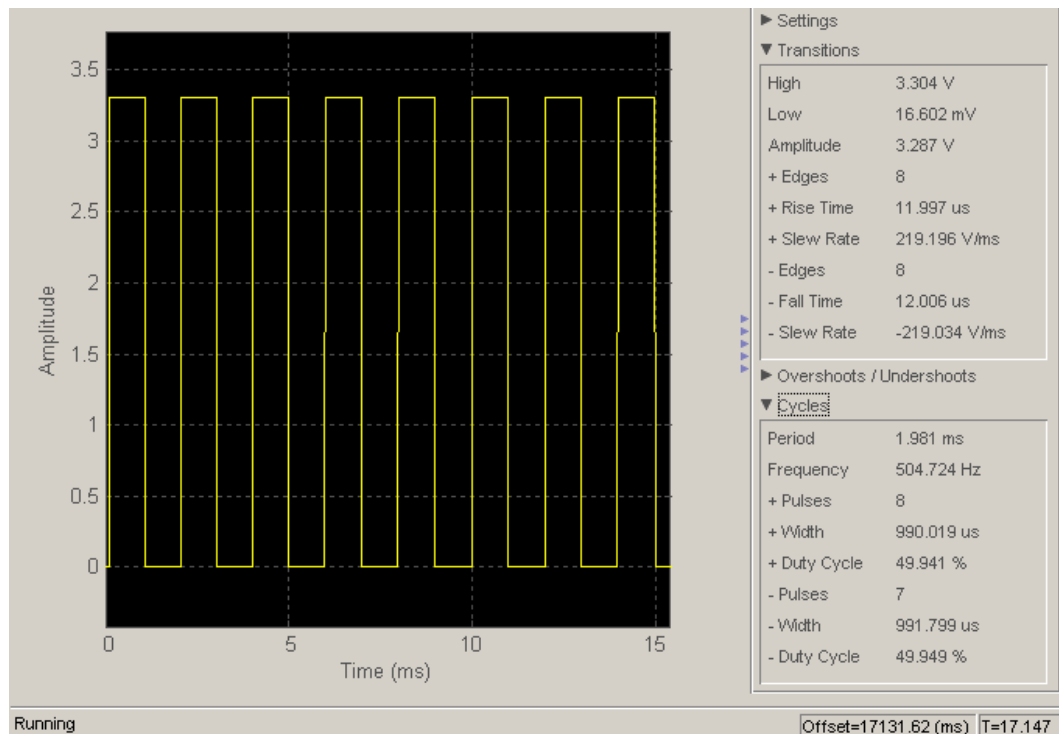 3.5
3
2.5
2
1.5
1
0.5
0
Amplitude
0 5 10 15
Time (ms)
Settings
Transitions
High 3.304 V
Low 16.602 mV
Amplitude 3.287 V
+ Edges 8
+ Rise Time 11.997 us
+ Slew Rate 219.196 V/ms
- Edges 8
- Fall Time 12.006 us
- Slew Rate -219.034 V/ms
Overshoots / Undershoots
Cycles
Period 1.981 ms
Frequency 504.724 Hz
+ Pulses 8
+ Width 990.019 us
+ Duty Cycle 49.941 %
- Pulses 7
- Width 991.799 us
- Duty Cycle 49.949 %
Running Offset=17131.62 (ms) T=17.147